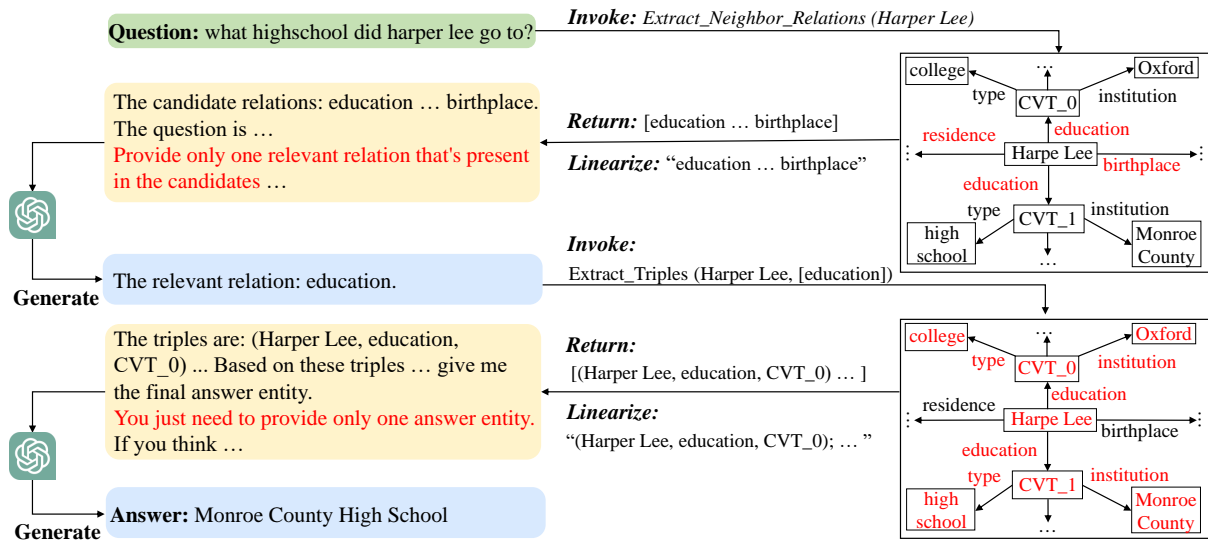 Question: what highschool did harper lee go to?
Invoke: Extract_Neighbor_Relations (Harper Lee)
The candidate relations: education … birthplace.
The question is …
Provide only one relevant relation that's present
in the candidates …
Return: [education … birthplace]
Linearize: “education … birthplace”
…
college
Oxford
type
CVT_0
institution
residence
education
⋮
Harpe Lee
⋮
birthplace
education
type
CVT_1
institution
high
school
Monroe
County
…
Generate
The relevant relation: education.
Invoke:
Extract_Triples (Harper Lee, [education])
The triples are: (Harper Lee, education,
CVT_0) ... Based on these triples … give me
the final answer entity.
You just need to provide only one answer entity.
If you think …
Return:
[(Harper Lee, education, CVT_0) … ]
Linearize:
“(Harper Lee, education, CVT_0); … ”
college
…
Oxford
type
CVT_0
institution
education
residence
⋮
Harpe Lee
⋮
birthplace
education
type
CVT_1
institution
high
school
Monroe
County
…
Generate
Answer: Monroe County High School